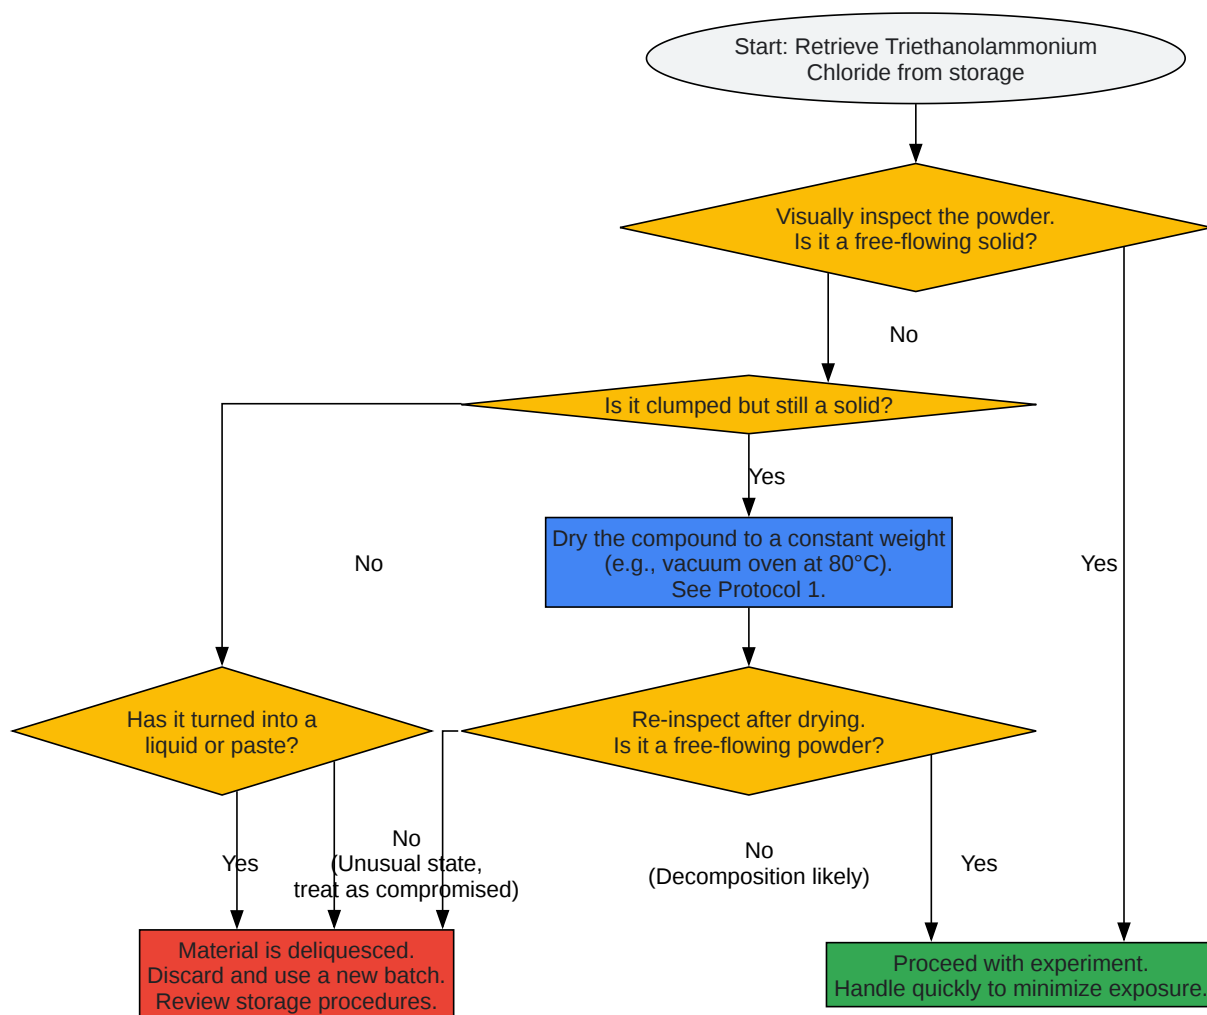 Start: Retrieve Triethanolammonium
Chloride from storage
Visually inspect the powder.
Is it a free-flowing solid?
No
Is it clumped but still a solid?
Yes
Dry the compound to a constant weight
(e.g., vacuum oven at 80°C).
See Protocol 1.
No
Yes
Has it turned into a
liquid or paste?
Re-inspect after drying.
Is it a free-flowing powder?
Yes
No
(Unusual state,
treat as compromised)
No
(Decomposition likely)
Yes
Material is deliquesced.
Discard and use a new batch.
Review storage procedures.
Proceed with experiment.
Handle quickly to minimize exposure.